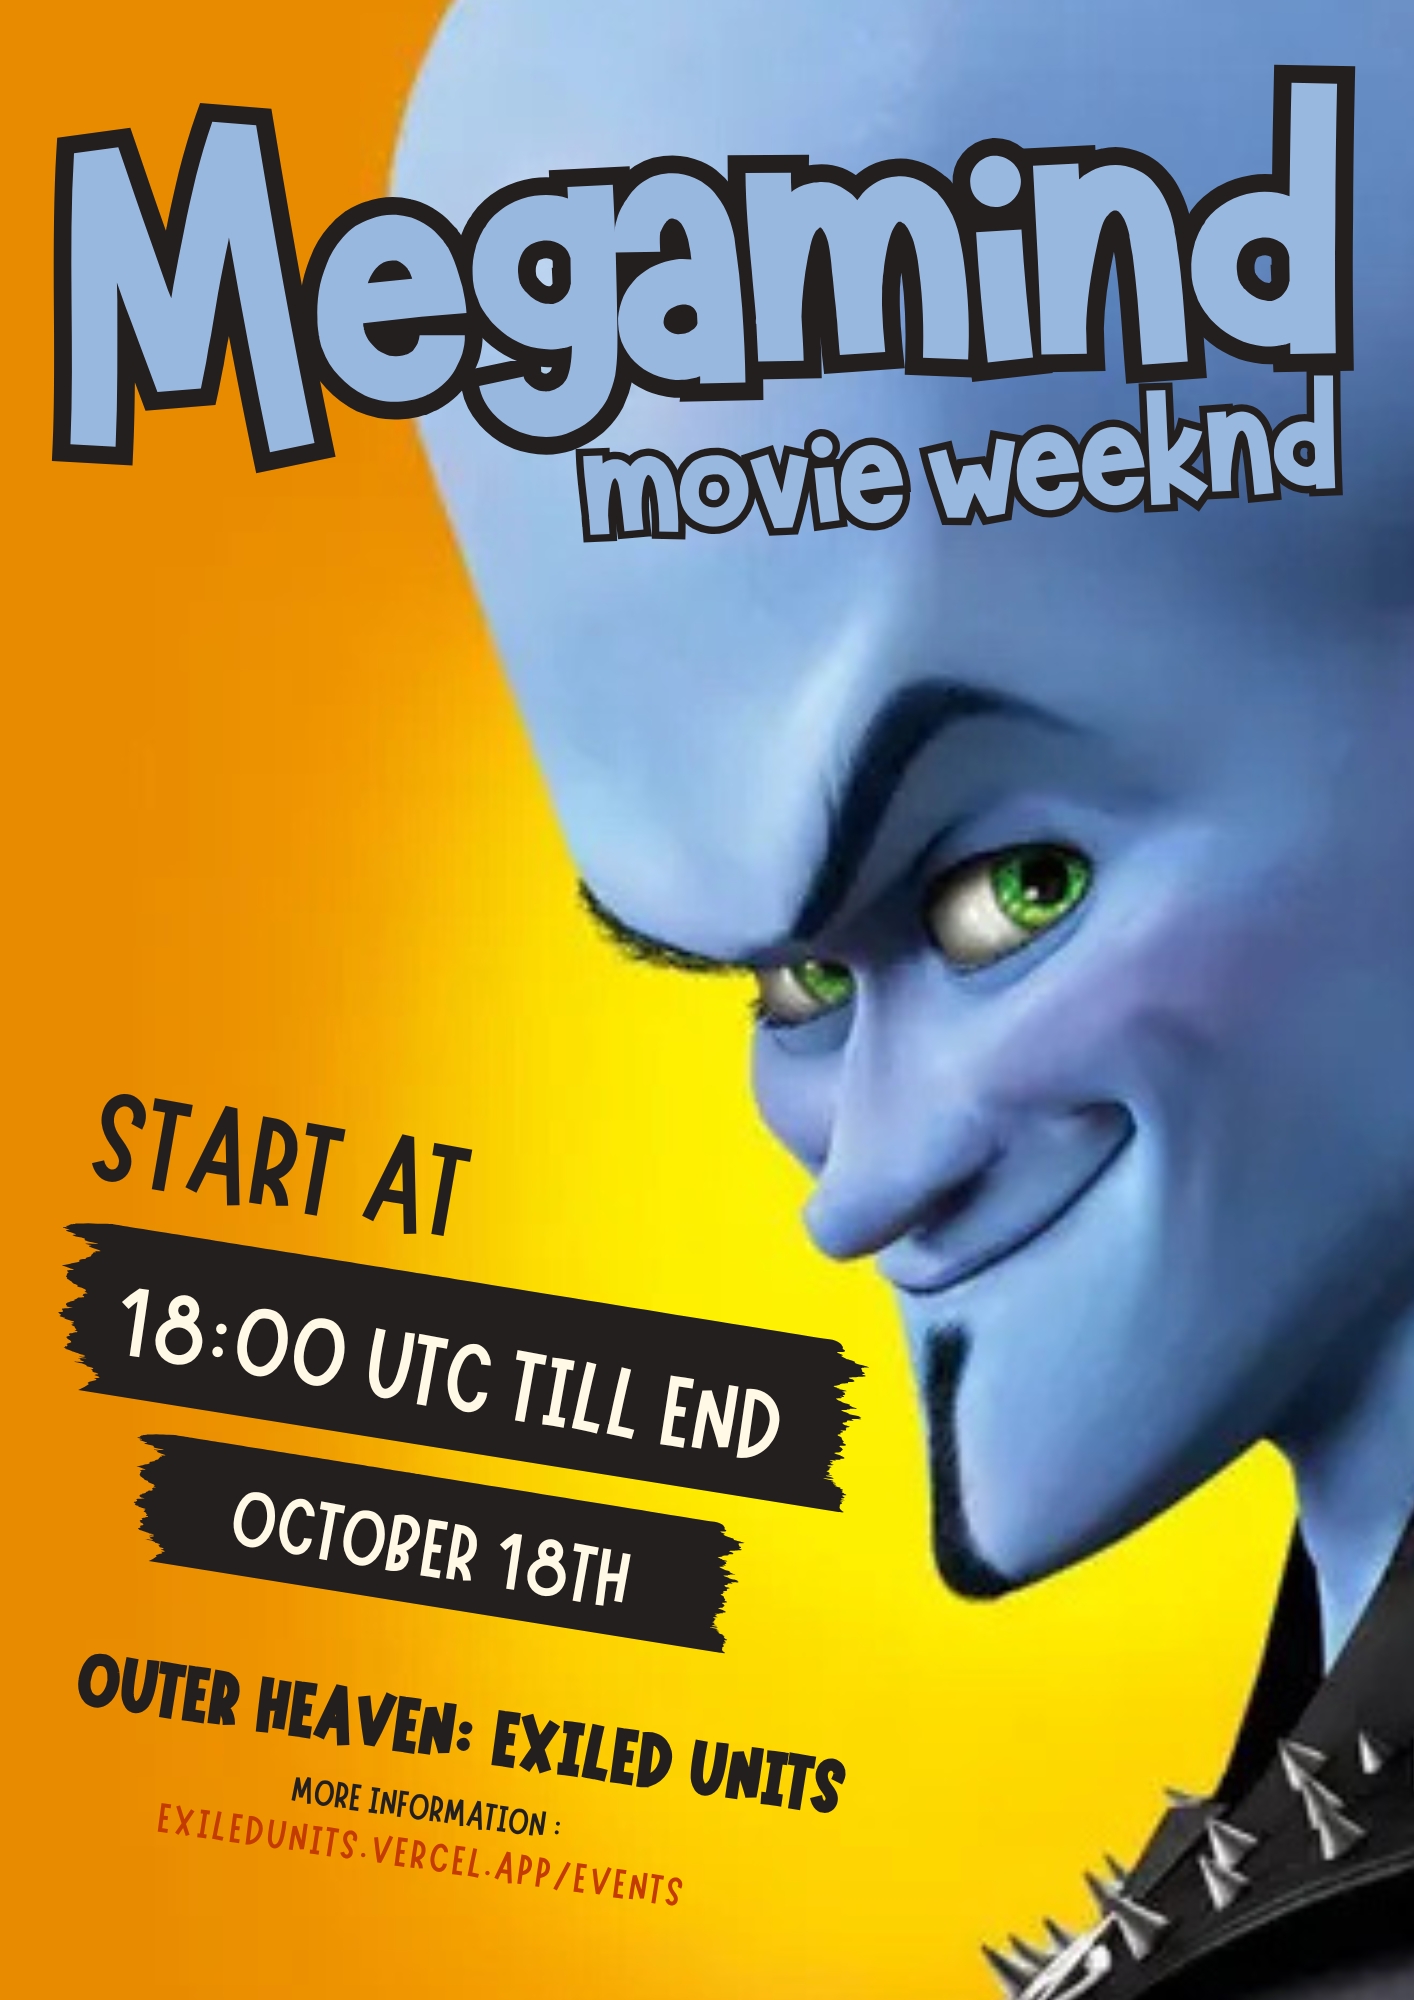 Megamind
movie weeknd
START AT
18:00 UTC TILL END
OCTOBER 18TH
OUTER HEAVEN: EXILED UNITS
MORE INFORMATION :
EXILEDUNITS.VERCEL.APP/EVENTS